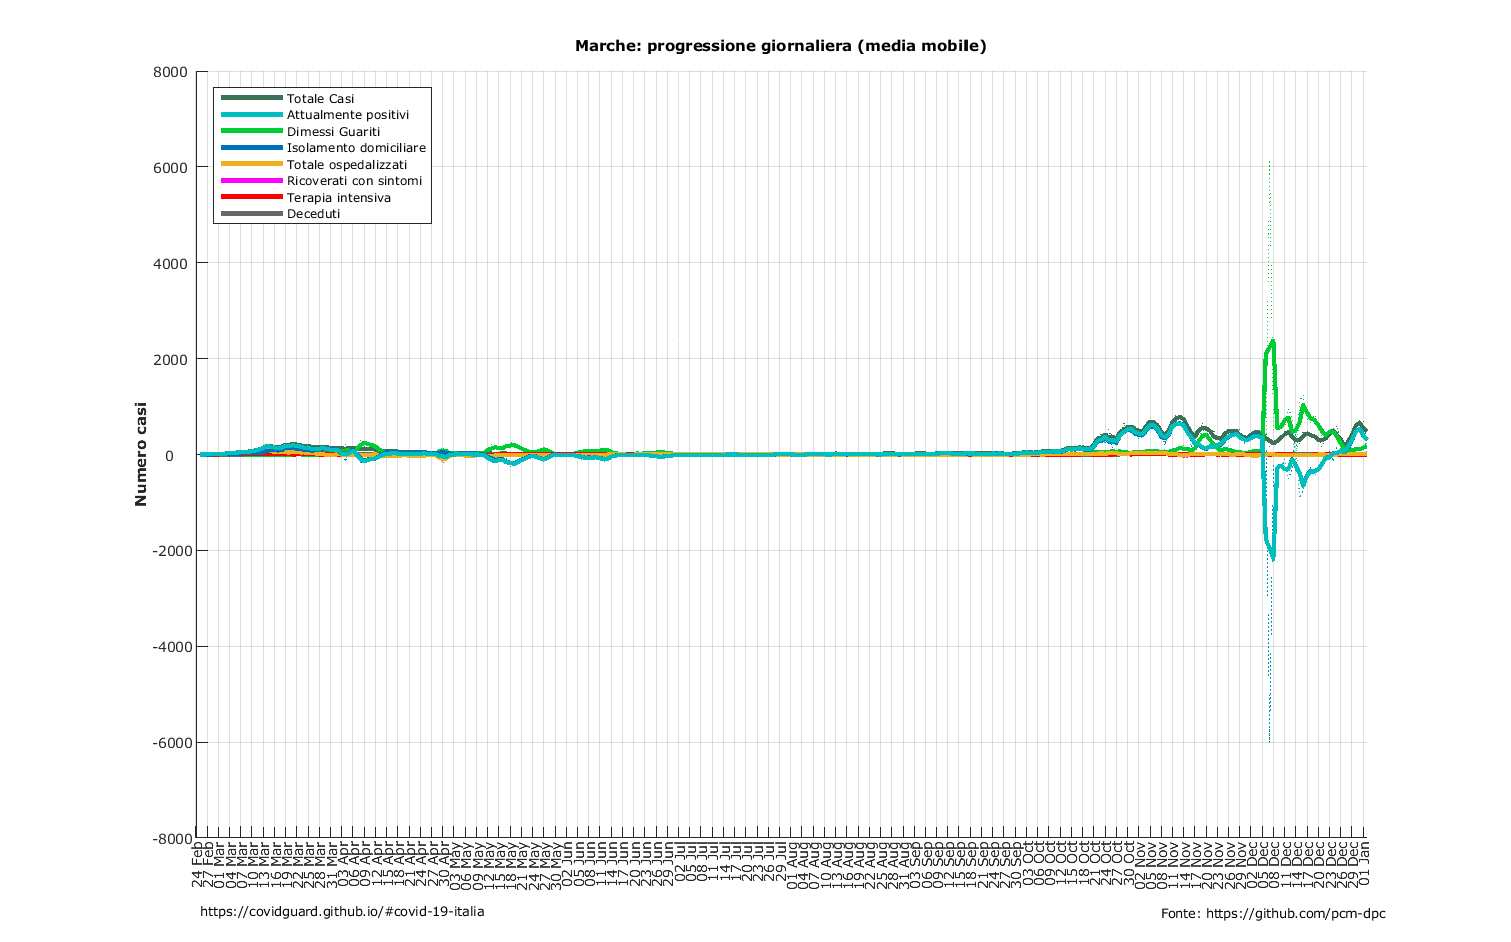 Marche: progressione giornaliera (media mobile)
8000
6000
4000
2000
0
-2000
-4000
-6000
-8000
Numero casi
Totale Casi
Attualmente positivi
Dimessi Guariti
Isolamento domiciliare
Totale ospedalizzati
Ricoverati con sintomi
Terapia intensiva
Deceduti
24 Feb
27 Feb
01 Mar
04 Mar
07 Mar
10 Mar
13 Mar
16 Mar
19 Mar
22 Mar
25 Mar
28 Mar
31 Mar
03 Apr
06 Apr
09 Apr
12 Apr
15 Apr
18 Apr
21 Apr
24 Apr
27 Apr
30 Apr
03 May
06 May
09 May
12 May
15 May
18 May
21 May
24 May
27 May
30 May
02 Jun
05 Jun
08 Jun
11 Jun
14 Jun
17 Jun
20 Jun
23 Jun
26 Jun
29 Jun
02 Jul
05 Jul
08 Jul
11 Jul
14 Jul
17 Jul
20 Jul
23 Jul
26 Jul
29 Jul
01 Aug
04 Aug
07 Aug
10 Aug
13 Aug
16 Aug
19 Aug
22 Aug
25 Aug
28 Aug
31 Aug
03 Sep
06 Sep
09 Sep
12 Sep
15 Sep
18 Sep
21 Sep
24 Sep
27 Sep
30 Sep
03 Oct
06 Oct
09 Oct
12 Oct
15 Oct
18 Oct
21 Oct
24 Oct
27 Oct
30 Oct
02 Nov
05 Nov
08 Nov
11 Nov
14 Nov
17 Nov
20 Nov
23 Nov
26 Nov
29 Nov
02 Dec
05 Dec
08 Dec
11 Dec
14 Dec
17 Dec
20 Dec
23 Dec
26 Dec
29 Dec
01 Jan
https://covidguard.github.io/#covid-19-italia
Fonte: https://github.com/pcm-dpc